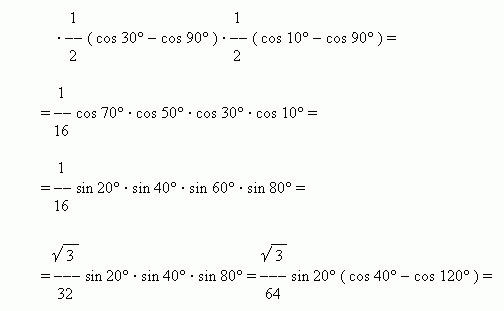 · 1/2 ( cos 30° − cos 90° ) · 1/2 ( cos 10° − cos 90° ) =
= 1/16 cos 70° · cos 50° · cos 30° · cos 10° =
= 1/16 sin 20° · sin 40° · sin 60° · sin 80° =
= √3/32 sin 20° · sin 40° · sin 80° = √3/64 sin 20° ( cos 40° − cos 120° ) =